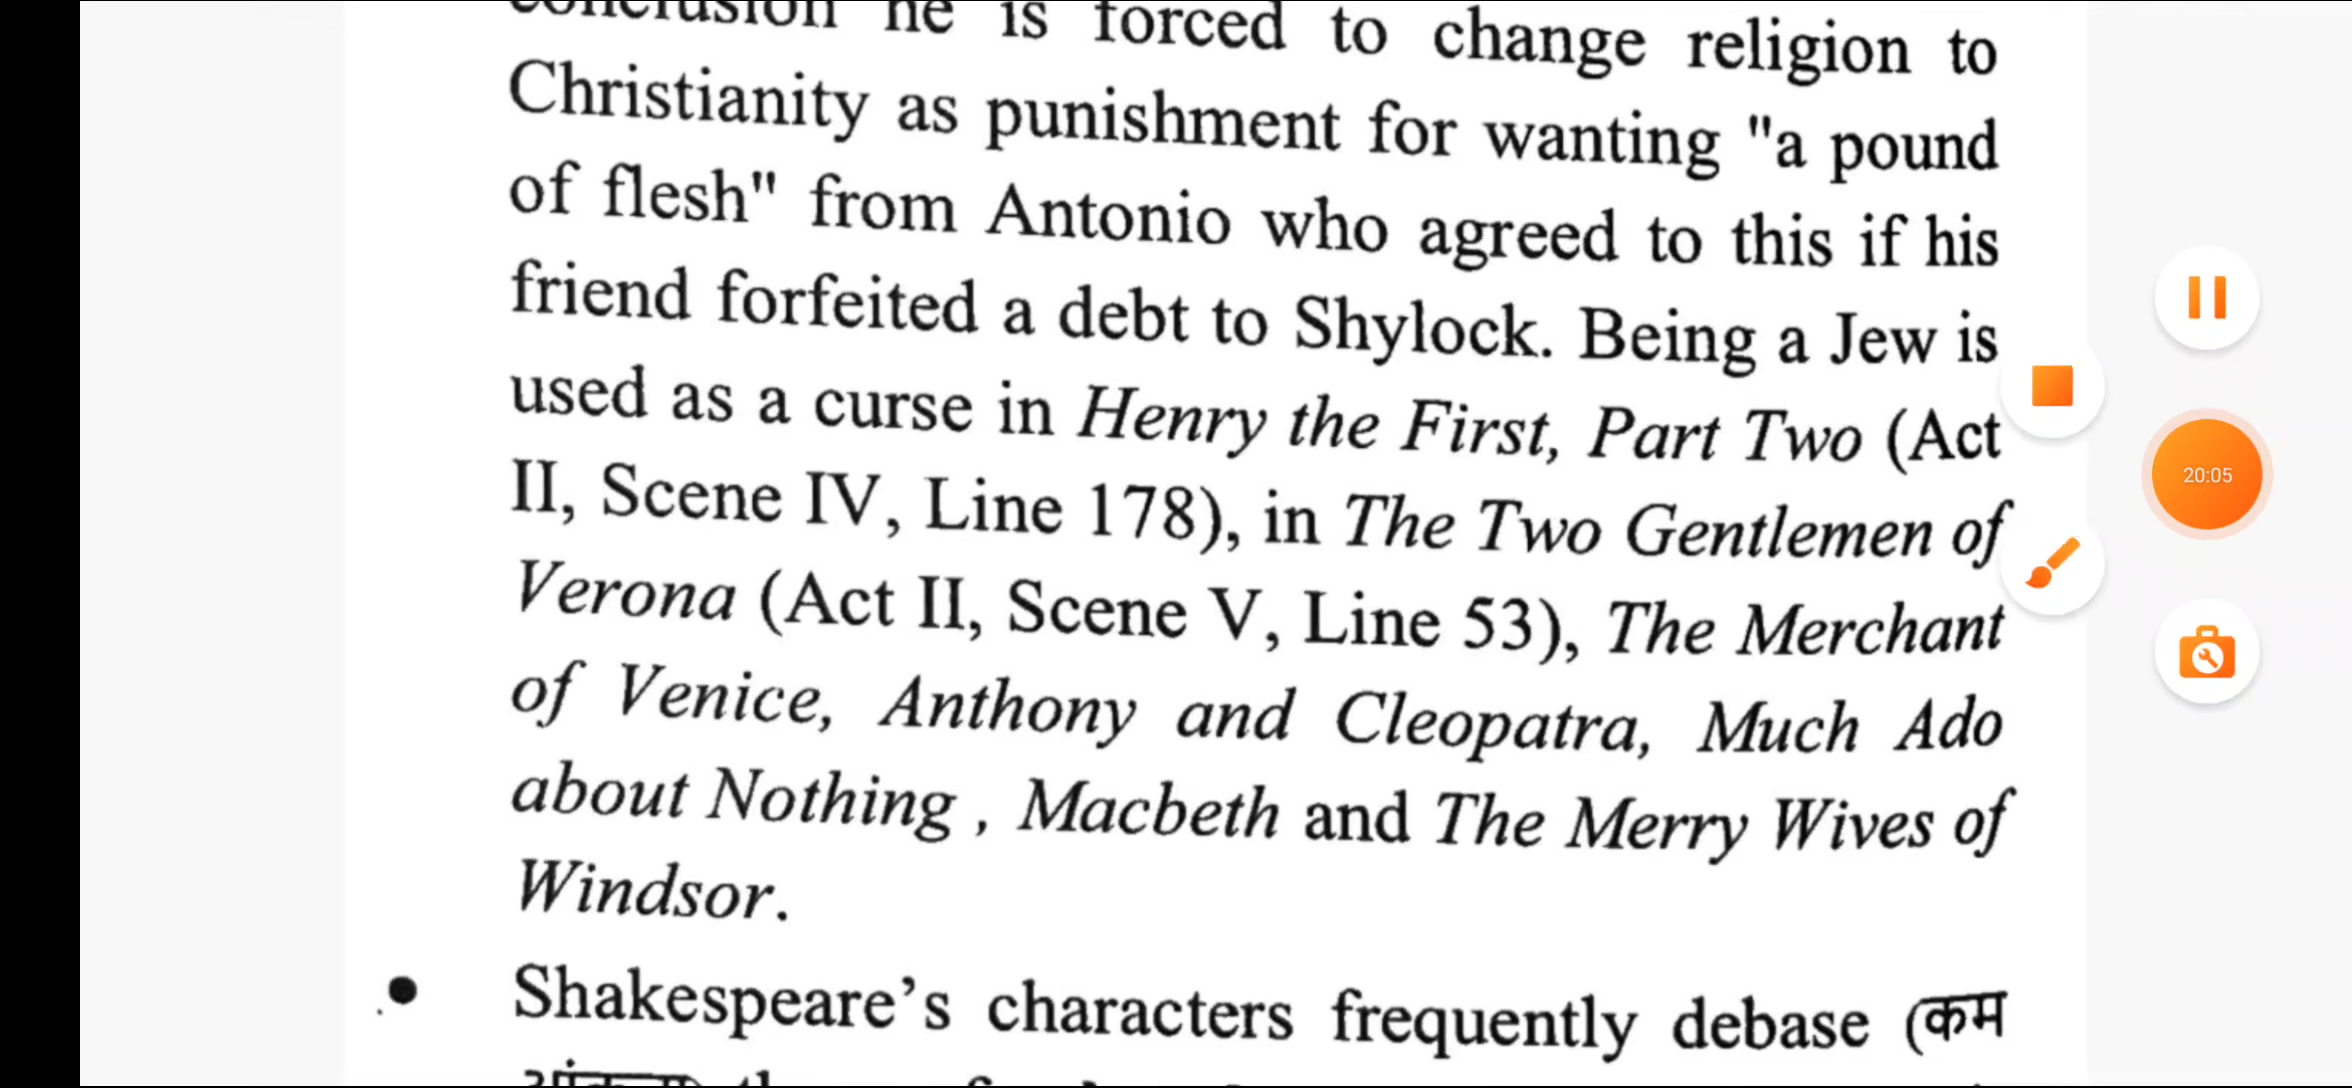 conclusion he is forced to change religion to
Christianity as punishment for wanting "a pound
of flesh" from Antonio who agreed to this if his
friend forfeited a debt to Shylock. Being a Jew is
used as a curse in Henry the First, Part Two (Act
II, Scene IV, Line 178), in The Two Gentlemen of
Verona (Act II, Scene V, Line 53), The Merchant
of Venice, Anthony and Cleopatra, Much Ado
about Nothing , Macbeth and The Merry Wives of
Windsor.
• Shakespeare’s characters frequently debase (कम
20:05